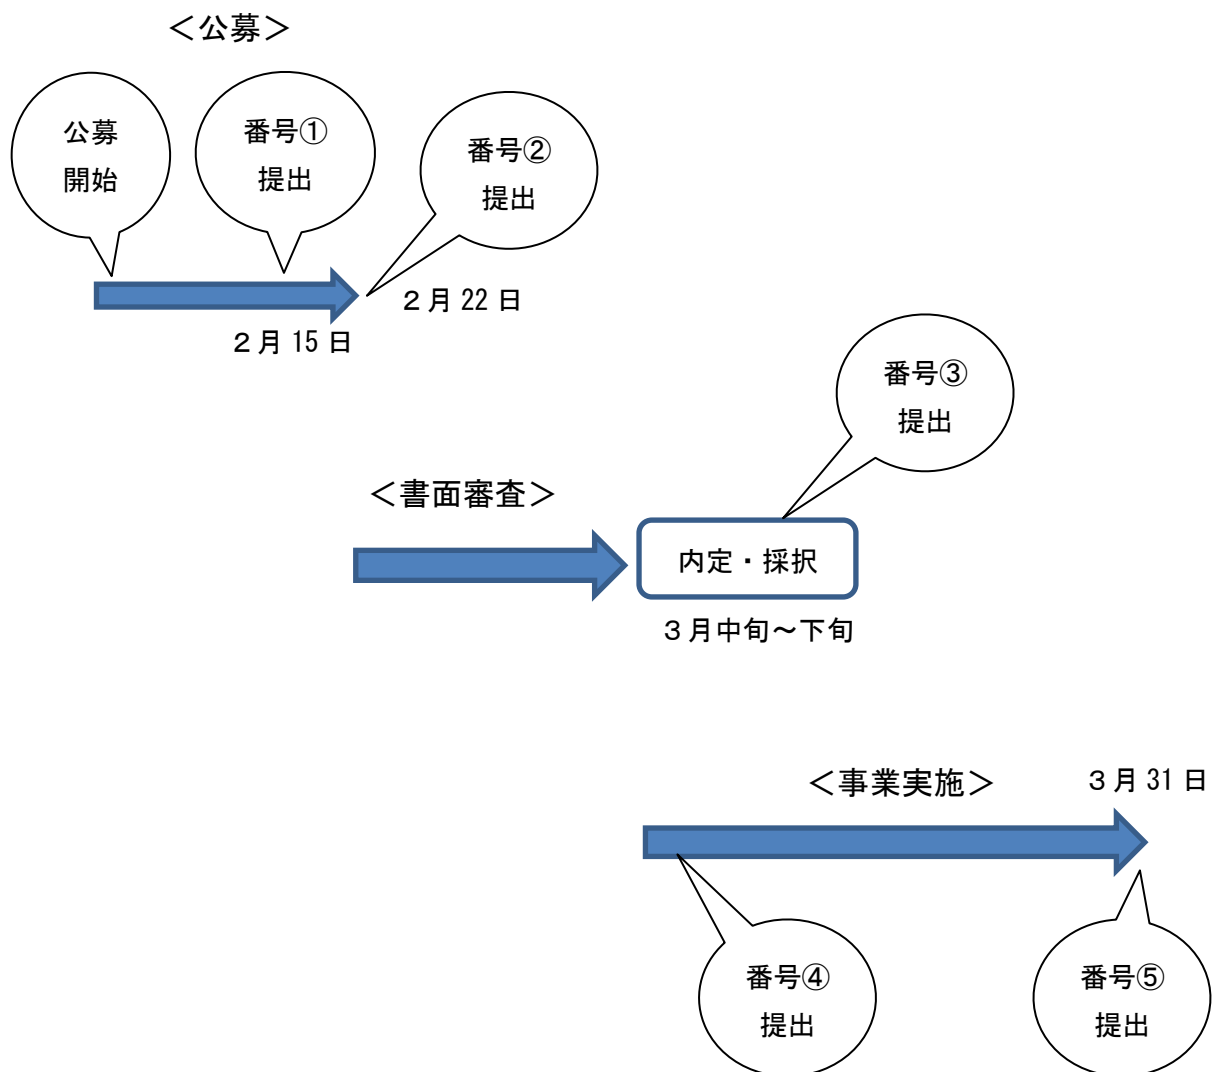 ＜公募＞
公募
開始
番号①
提出
番号②
提出
２月 22 日
２月 15 日
番号③
提出
＜書面審査＞
内定・採択
３月中旬～下旬
＜事業実施＞
３月 31 日
番号④
提出
番号⑤
提出